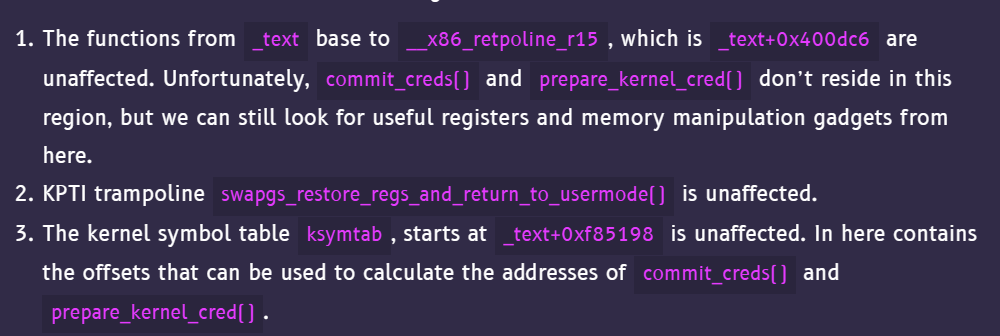 1. The functions from _text base to __x86_retpoline_r15 , which is _text+0x400dc6 are
unaffected. Unfortunately, commit_creds() and prepare_kernel_cred() don't reside in this
region, but we can still look for useful registers and memory manipulation gadgets from
here.
2. KPTI trampoline swapgs_restore_regs_and_return_to_usermode() is unaffected.
3. The kernel symbol table ksymtab , starts at _text+0xf85198 is unaffected. In here contains
the offsets that can be used to calculate the addresses of commit_creds() and
prepare_kernel_cred() .